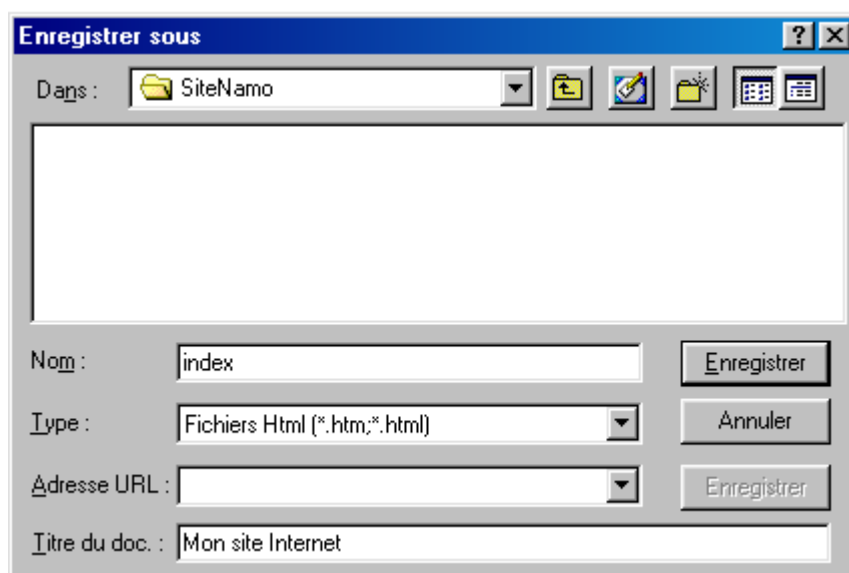 Enregistrer sous
Dans : SiteNamo
Nom : index Enregistrer
Type : Fichiers Html (*.htm;*.html) Annuler
Adresse URL : Enregistrer
Titre du doc. : Mon site Internet